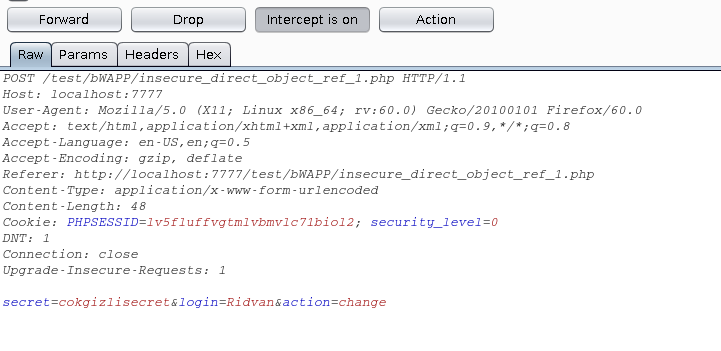 Forward Drop Intercept is on Action
Raw Params Headers Hex
POST /test/bWAPP/insecure_direct_object_ref_1.php HTTP/1.1
Host: localhost:7777
User-Agent: Mozilla/5.0 (X11; Linux x86_64; rv:60.0) Gecko/20100101 Firefox/60.0
Accept: text/html,application/xhtml+xml,application/xml;q=0.9,*/*;q=0.8
Accept-Language: en-US,en;q=0.5
Accept-Encoding: gzip, deflate
Referer: http://localhost:7777/test/bWAPP/insecure_direct_object_ref_1.php
Content-Type: application/x-www-form-urlencoded
Content-Length: 48
Cookie: PHPSESSID=lv5fluffvgtmlvbmvlc71biol2; security_level=0
DNT: 1
Connection: close
Upgrade-Insecure-Requests: 1
secret=cokgizlisecret&login=Ridvan&action=change